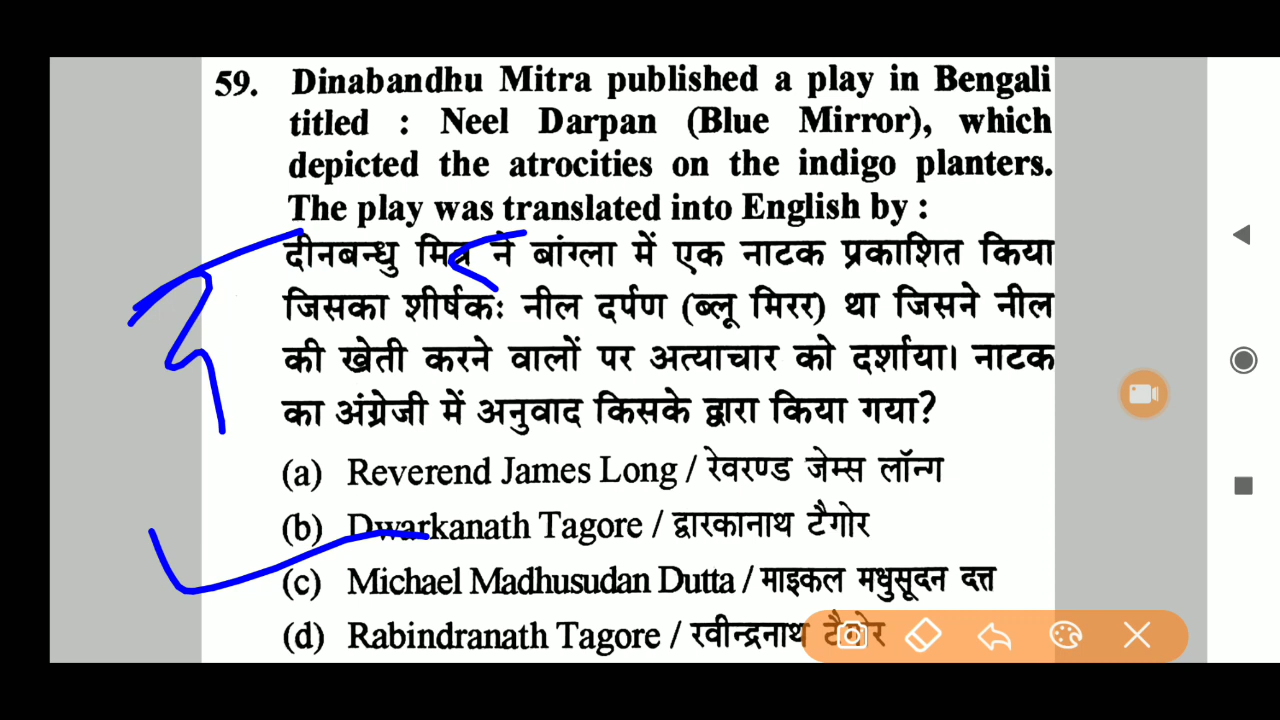 59. Dinabandhu Mitra published a play in Bengali
titled : Neel Darpan (Blue Mirror), which
depicted the atrocities on the indigo planters.
The play was translated into English by :
दीनबन्धु मित्र ने बांग्ला में एक नाटक प्रकाशित किया
जिसका शीर्षकः नील दर्पण (ब्लू मिरर) था जिसने नील
की खेती करने वालों पर अत्याचार को दर्शाया। नाटक
का अंग्रेजी में अनुवाद किसके द्वारा किया गया?
(a) Reverend James Long / रेवरण्ड जेम्स लॉन्ग
(b) Dwarkanath Tagore / द्वारकानाथ टैगोर
(c) Michael Madhusudan Dutta / माइकल मधुसूदन दत्त
(d) Rabindranath Tagore / रवीन्द्रनाथ टैगोर